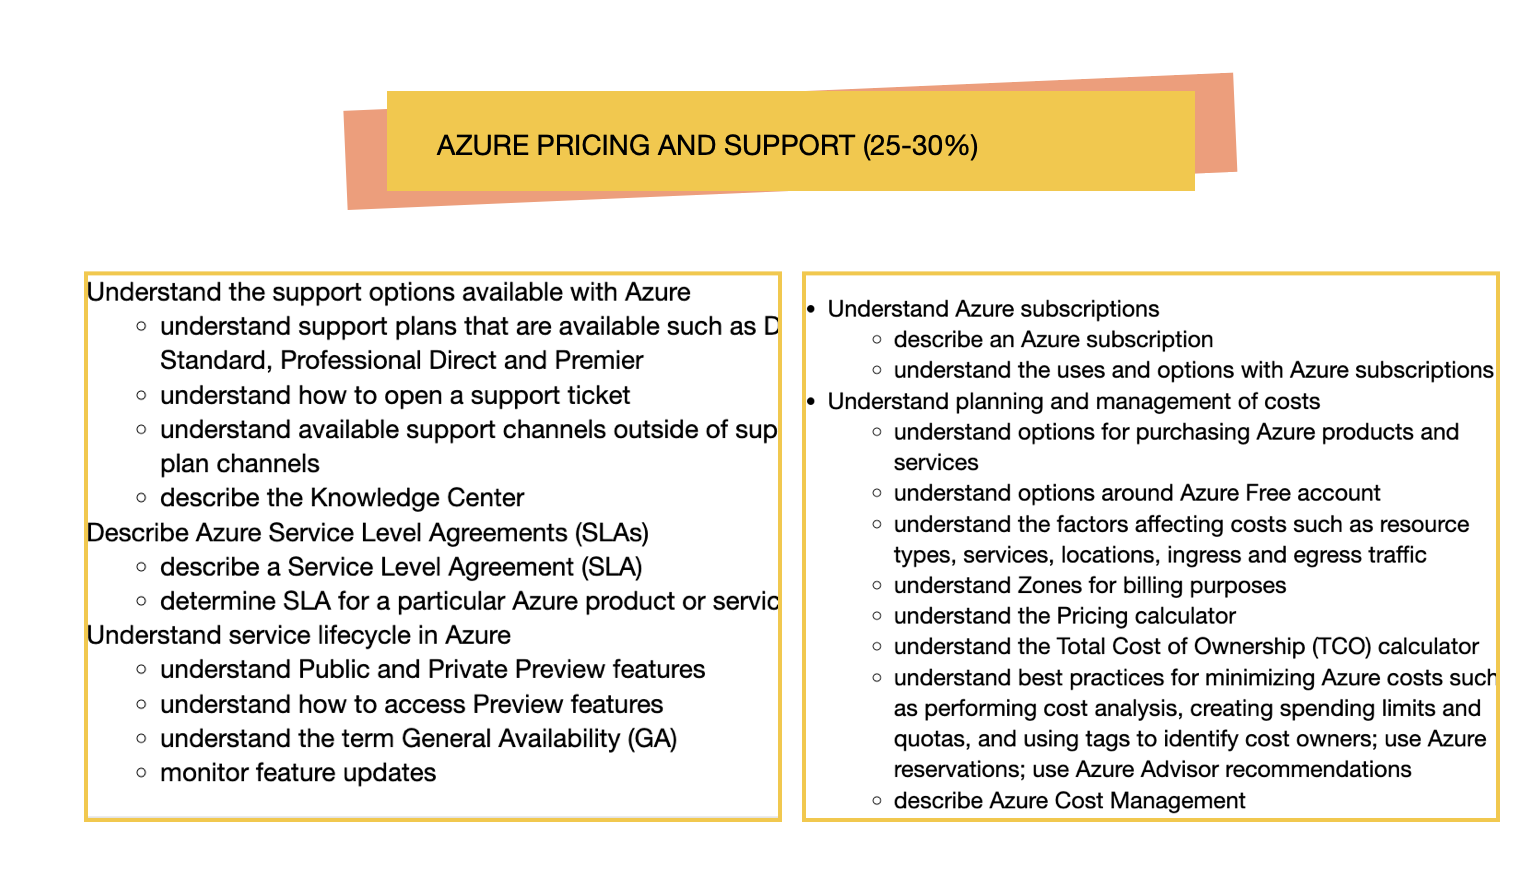 AZURE PRICING AND SUPPORT (25-30%)
Understand the support options available with Azure
understand support plans that are available such as
Standard, Professional Direct and Premier
understand how to open a support ticket
understand available support channels outside of sup
plan channels
describe the Knowledge Center
Describe Azure Service Level Agreements (SLAs)
describe a Service Level Agreement (SLA)
determine SLA for a particular Azure product or servic
Understand service lifecycle in Azure
understand Public and Private Preview features
understand how to access Preview features
understand the term General Availability (GA)
monitor feature updates
• Understand Azure subscriptions
describe an Azure subscription
understand the uses and options with Azure subscriptions
• Understand planning and management of costs
understand options for purchasing Azure products and
services
understand options around Azure Free account
understand the factors affecting costs such as resource
types, services, locations, ingress and egress traffic
understand Zones for billing purposes
understand the Pricing calculator
understand the Total Cost of Ownership (TCO) calculator
understand best practices for minimizing Azure costs such
as performing cost analysis, creating spending limits and
quotas, and using tags to identify cost owners; use Azure
reservations; use Azure Advisor recommendations
describe Azure Cost Management